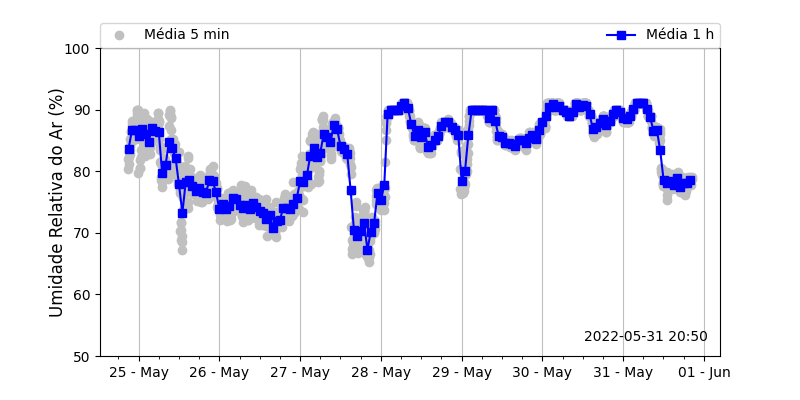 Média 5 min Média 1 h
100
90
80
70
60
50
Umidade Relativa do Ar (%)
2022-05-31 20:50
25 - May 26 - May 27 - May 28 - May 29 - May 30 - May 31 - May 01 - Jun